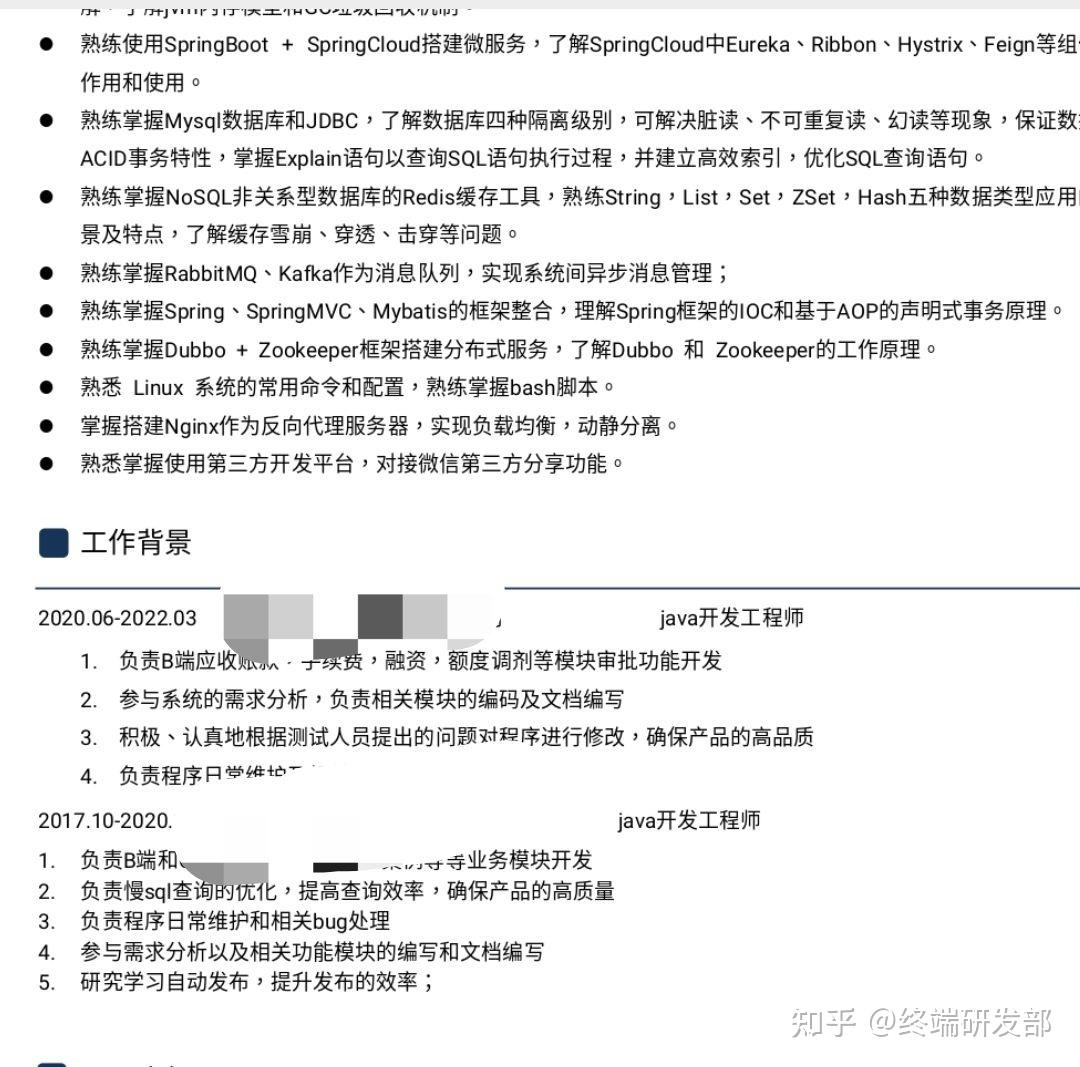 熟练使用SpringBoot + SpringCloud搭建微服务，了解SpringCloud中Eureka、Ribbon、Hystrix、Feign等组
作用和使用。
熟练掌握Mysql数据库和JDBC，了解数据库四种隔离级别，可解决脏读、不可重复读、幻读等现象，保证数
ACID事务特性，掌握Explain语句以查询SQL语句执行过程，并建立高效索引，优化SQL查询语句。
熟练掌握NoSQL非关系型数据库的Redis缓存工具，熟练String，List，Set，ZSet，Hash五种数据类型应用
景及特点，了解缓存雪崩、穿透、击穿等问题。
熟练掌握RabbitMQ、Kafka作为消息队列，实现系统间异步消息管理；
熟练掌握Spring、SpringMVC、Mybatis的框架整合，理解Spring框架的IOC和基于AOP的声明式事务原理。
熟练掌握Dubbo + Zookeeper框架搭建分布式服务，了解Dubbo 和 Zookeeper的工作原理。
熟悉 Linux 系统的常用命令和配置，熟练掌握bash脚本。
掌握搭建Nginx作为反向代理服务器，实现负载均衡，动静分离。
熟悉掌握使用第三方开发平台，对接微信第三方分享功能。
工作背景
2020.06-2022.03 java开发工程师
1. 负责B端应收账款，手续费，融资，额度调剂等模块审批功能开发
2. 参与系统的需求分析，负责相关模块的编码及文档编写
3. 积极、认真地根据测试人员提出的问题对程序进行修改，确保产品的高品质
4. 负责程序日常维护
2017.10-2020. java开发工程师
1. 负责B端和 等业务模块开发
2. 负责慢sql查询的优化，提高查询效率，确保产品的高质量
3. 负责程序日常维护和相关bug处理
4. 参与需求分析以及相关功能模块的编写和文档编写
5. 研究学习自动发布，提升发布的效率；
知乎 @终端研发部